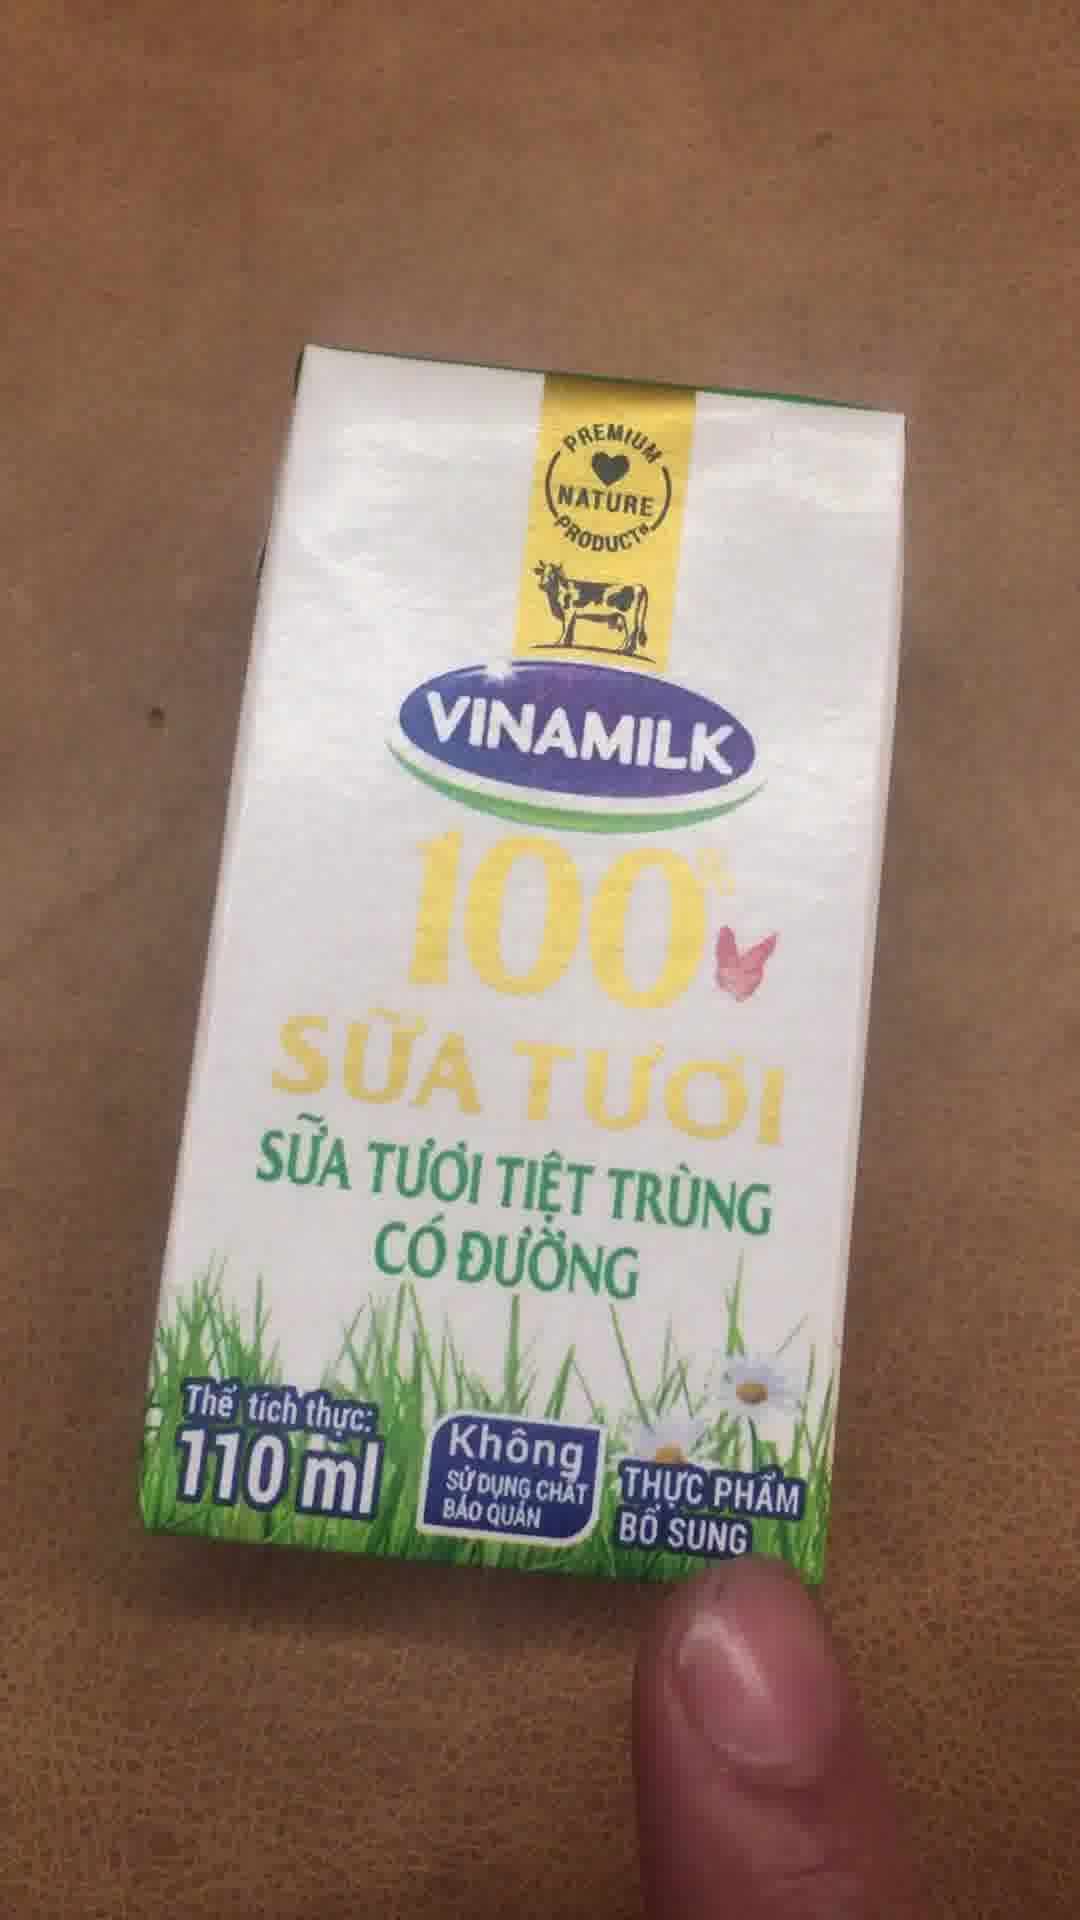 PREMIUM
NATURE
PRODUCTS
VINAMILK
100%
SỮA TƯƠI
SỮA TƯƠI TIỆT TRÙNG
CÓ ĐƯỜNG
Thể tích thực:
110 ml
Không
SỬ DỤNG CHẤT
BẢO QUẢN
THỰC PHẨM
BỔ SUNG